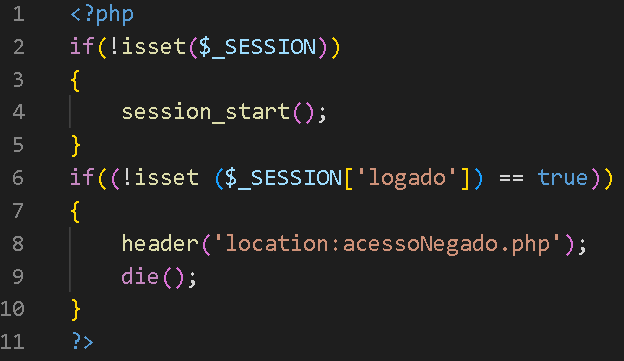 1 <?php
2 if(!isset($_SESSION))
3 {
4     session_start();
5 }
6 if((!isset ($_SESSION['logado']) == true))
7 {
8     header('location:acessoNegado.php');
9     die();
10 }
11 ?>